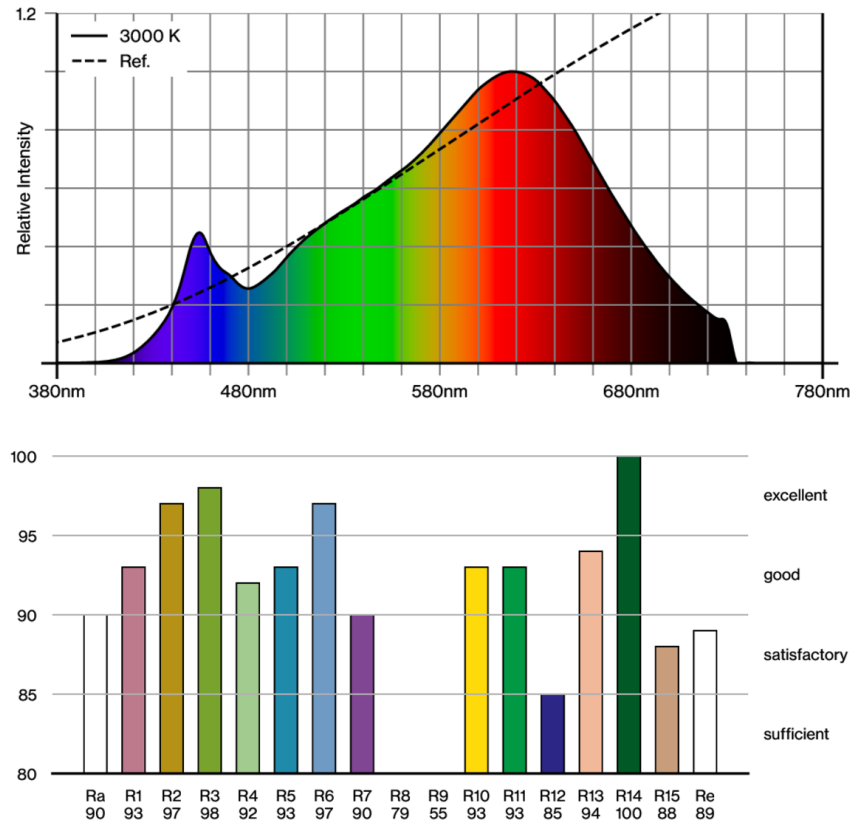 1.2
3000 K
Ref.
Relative Intensity
380nm 480nm 580nm 680nm 780nm
100
excellent
95
good
90
satisfactory
85
sufficient
80
Ra R1 R2 R3 R4 R5 R6 R7 R8 R9 R10 R11 R12 R13 R14 R15 Re
90 93 97 98 92 93 97 90 79 55 93 93 85 94 100 88 89